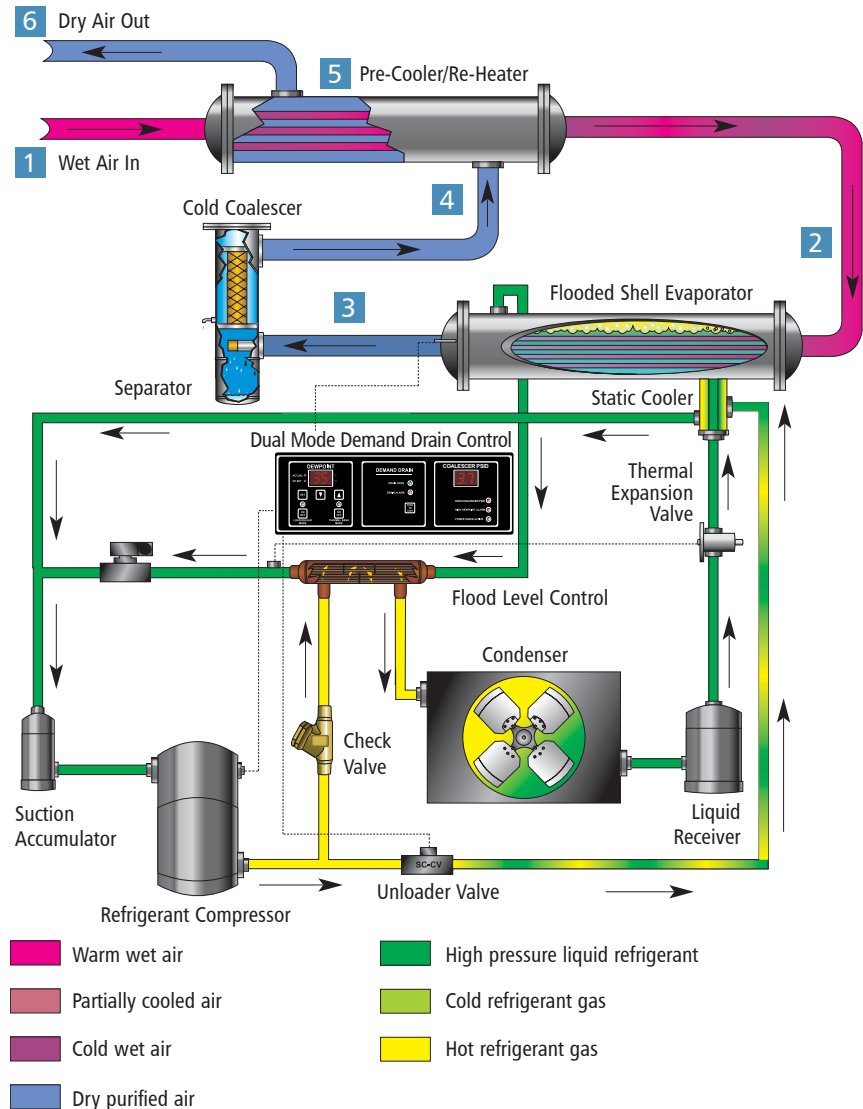 6 Dry Air Out
5 Pre-Cooler/Re-Heater
1 Wet Air In
4
Cold Coalescer
2
3
Flooded Shell Evaporator
Separator
Static Cooler
Dual Mode Demand Drain Control
DEWPOINT
DEMAND DRAIN
COALESCER PSID
3.7
Thermal
Expansion
Valve
Flood Level Control
Condenser
Check
Valve
Suction
Accumulator
Liquid
Receiver
SC-CV
Unloader Valve
Refrigerant Compressor
Warm wet air
High pressure liquid refrigerant
Partially cooled air
Cold refrigerant gas
Cold wet air
Hot refrigerant gas
Dry purified air